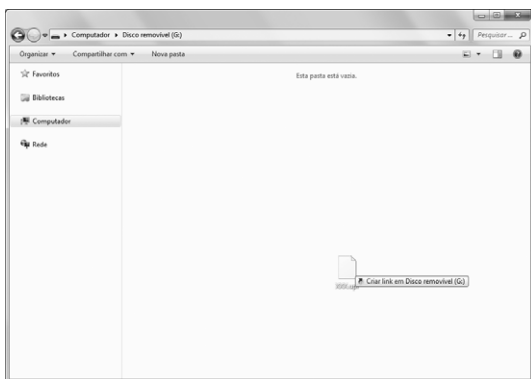 Computador Disco removível (G:)
Pesquisar ...
Organizar Compartilhar com Nova pasta
Favoritos
Esta pasta está vazia.
Bibliotecas
Computador
Rede
Criar link em Disco removível (G:)